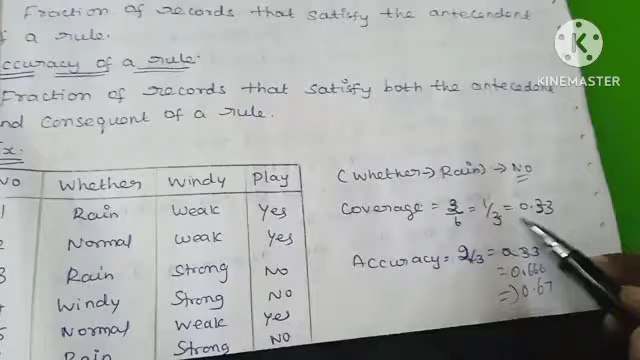 Fraction of records that satisfy the antecendent
f a rule.
ccuracy of a rule:
Fraction of records that satisfy both the antecedent
nd consequent of a rule.
Ex:
NO Whether Windy Play
1 Rain Weak Yes
2 Normal Weak Yes
3 Rain Strong NO
4 Windy Strong NO
5 Normal Weak Yes
Rain Strong NO
(Whether→Rain)→NO
Coverage = /6 = 1/3 = 0.33
Accuracy = 2/3 = 0.33
= 0.666
=) 0.67
K
KINEMASTER